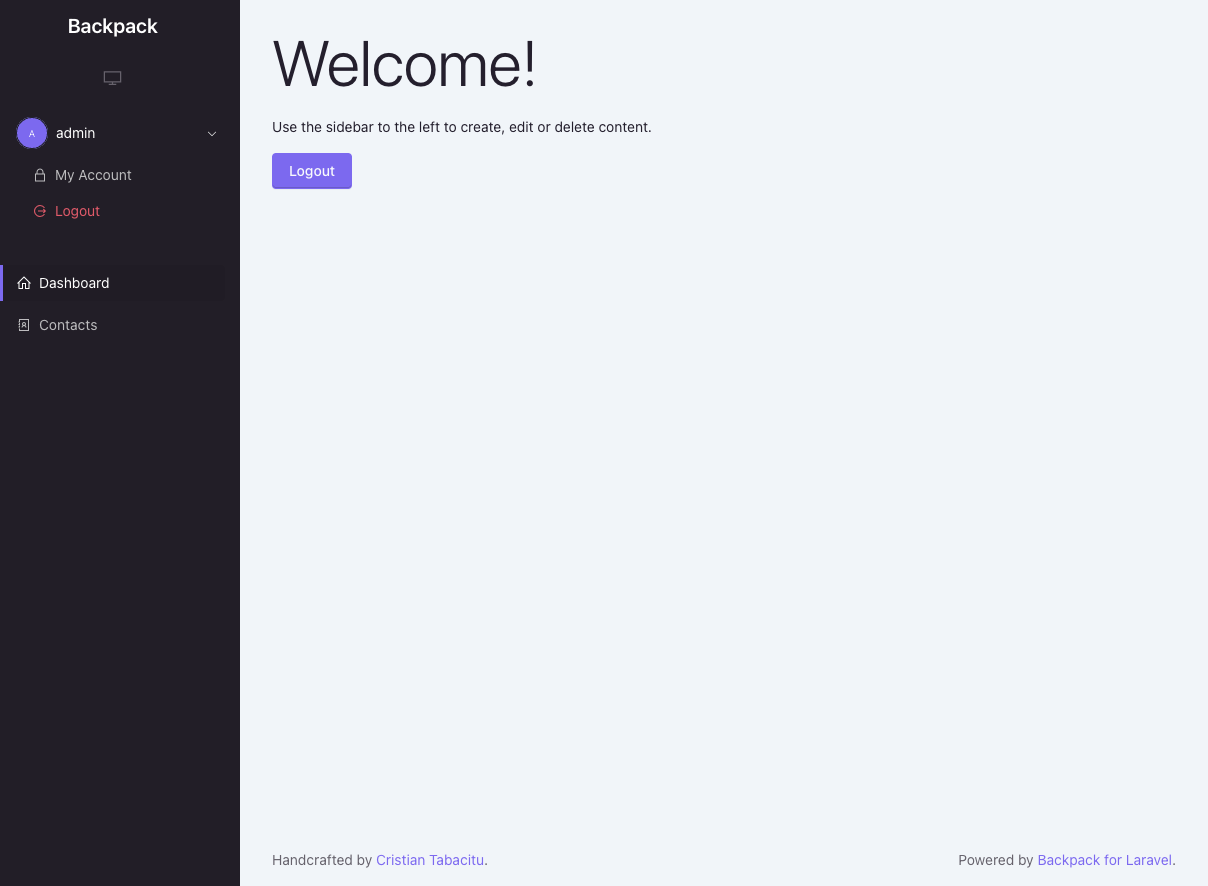 Backpack
A
admin
My Account
Logout
Dashboard
Contacts
Welcome!
Use the sidebar to the left to create, edit or delete content.
Logout
Handcrafted by Cristian Tabacitu.
Powered by Backpack for Laravel.